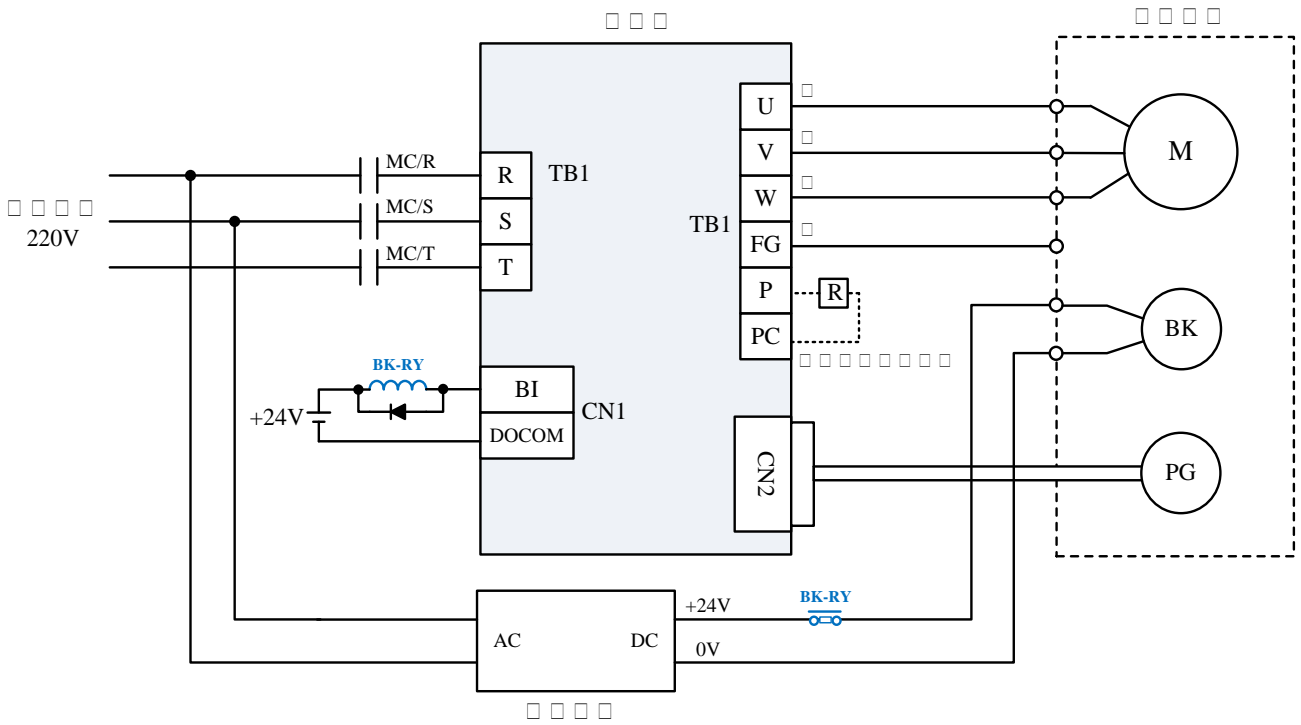 MC/R
R
TB1
MC/S
S
220V
MC/T
T
U
V
W
TB1
FG
P
R
PC
M
BK
BK-RY
+24V
BI
CN1
DOCOM
CN2
PG
AC
DC
+24V
BK-RY
0V